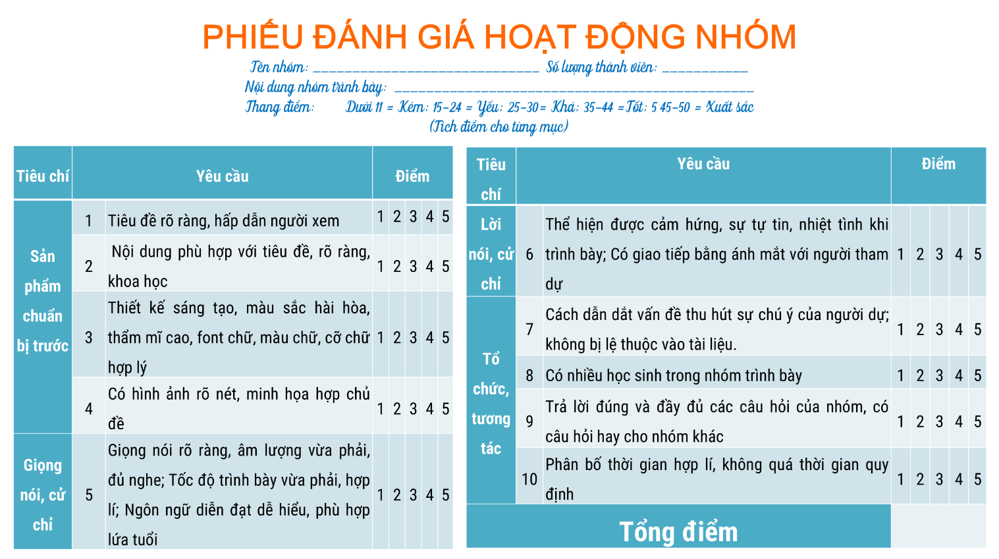 PHIẾU ĐÁNH GIÁ HOẠT ĐỘNG NHÓM
Tên nhóm: _____________________________ Số lượng thành viên: ___________
Nội dung nhóm trình bày: ______________________________________________
Thang điểm: Dưới 11 = Kém; 15-24 = Yếu; 25-30= Khá; 35-44 =Tốt; 5 45-50 = Xuất sắc
(Tích điểm cho từng mục)
Tiêu chí Yêu cầu Điểm
Sản
phẩm
chuẩn
bị trước
1 Tiêu đề rõ ràng, hấp dẫn người xem 1 2 3 4 5
2 Nội dung phù hợp với tiêu đề, rõ ràng,
khoa học 1 2 3 4 5
3 Thiết kế sáng tạo, màu sắc hài hòa,
thẩm mĩ cao, font chữ, màu chữ, cỡ chữ
hợp lý 1 2 3 4 5
4 Có hình ảnh rõ nét, minh họa hợp chủ
đề 1 2 3 4 5
Giọng
nói, cử
chỉ
5 Giọng nói rõ ràng, âm lượng vừa phải,
đủ nghe; Tốc độ trình bày vừa phải, hợp
lí; Ngôn ngữ diễn đạt dễ hiểu, phù hợp
lứa tuổi 1 2 3 4 5
Tiêu
chí
Yêu cầu Điểm
Lời
nói, cử
chỉ
6 Thể hiện được cảm hứng, sự tự tin, nhiệt tình khi
trình bày; Có giao tiếp bằng ánh mắt với người tham
dự 1 2 3 4 5
Tổ
chức,
tương
tác
7 Cách dẫn dắt vấn đề thu hút sự chú ý của người dự;
không bị lệ thuộc vào tài liệu. 1 2 3 4 5
8 Có nhiều học sinh trong nhóm trình bày 1 2 3 4 5
9 Trả lời đúng và đầy đủ các câu hỏi của nhóm, có
câu hỏi hay cho nhóm khác 1 2 3 4 5
10 Phân bố thời gian hợp lí, không quá thời gian quy
định 1 2 3 4 5
Tổng điểm